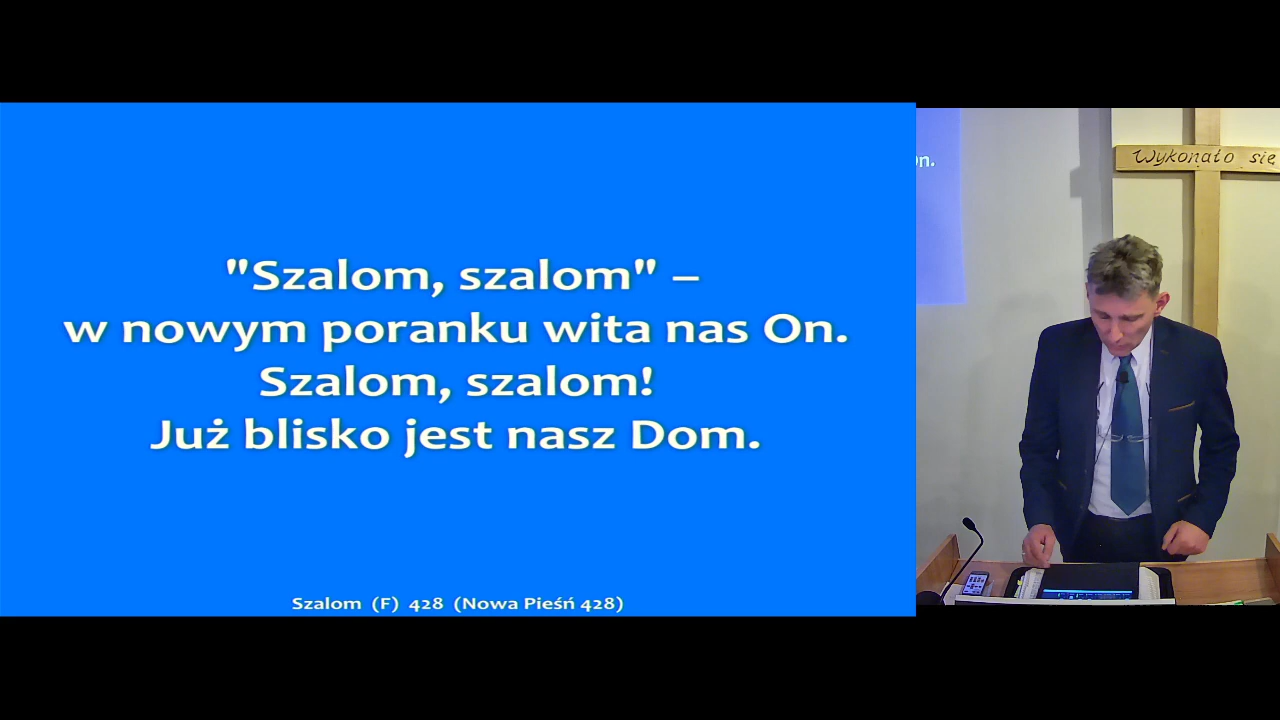 "Szalom, szalom" –
w nowym poranku wita nas On.
Szalom, szalom!
Już blisko jest nasz Dom.
Szalom (F) 428 (Nowa Pieśń 428)
On.
Wykonało się